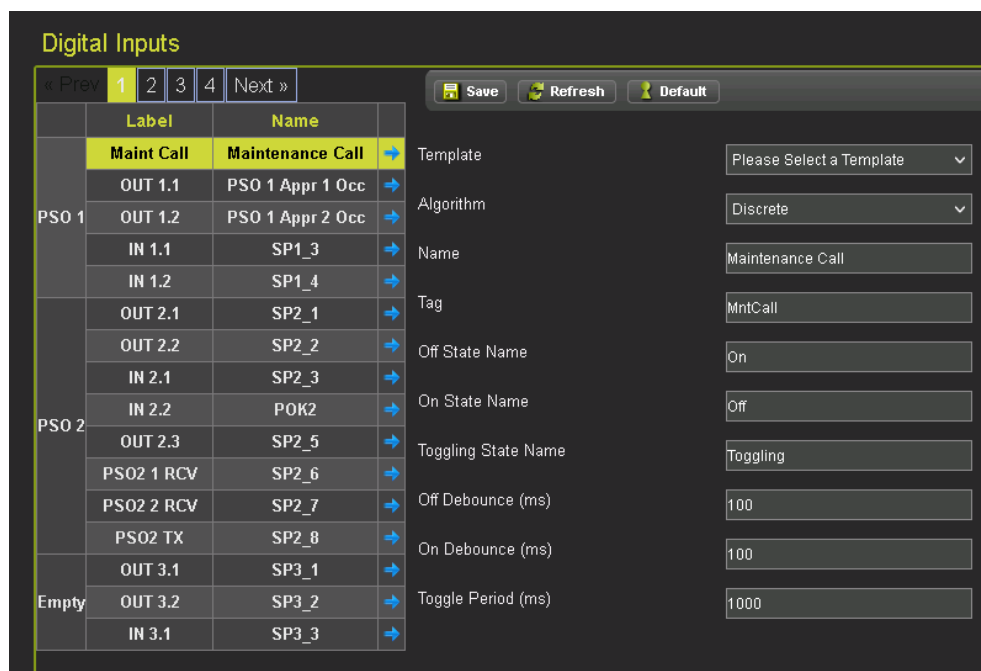 Digital Inputs
« Prev 1 2 3 4 Next »
Save Refresh Default
Label Name
PSO 1
Maint Call Maintenance Call
OUT 1.1 PSO 1 Appr 1 Occ
OUT 1.2 PSO 1 Appr 2 Occ
IN 1.1 SP1_3
IN 1.2 SP1_4
PSO 2
OUT 2.1 SP2_1
OUT 2.2 SP2_2
IN 2.1 SP2_3
IN 2.2 POK2
OUT 2.3 SP2_5
PSO2 1 RCV SP2_6
PSO2 2 RCV SP2_7
PSO2 TX SP2_8
Empty
OUT 3.1 SP3_1
OUT 3.2 SP3_2
IN 3.1 SP3_3
Template Please Select a Template
Algorithm Discrete
Name Maintenance Call
Tag MntCall
Off State Name On
On State Name Off
Toggling State Name Toggling
Off Debounce (ms) 100
On Debounce (ms) 100
Toggle Period (ms) 1000